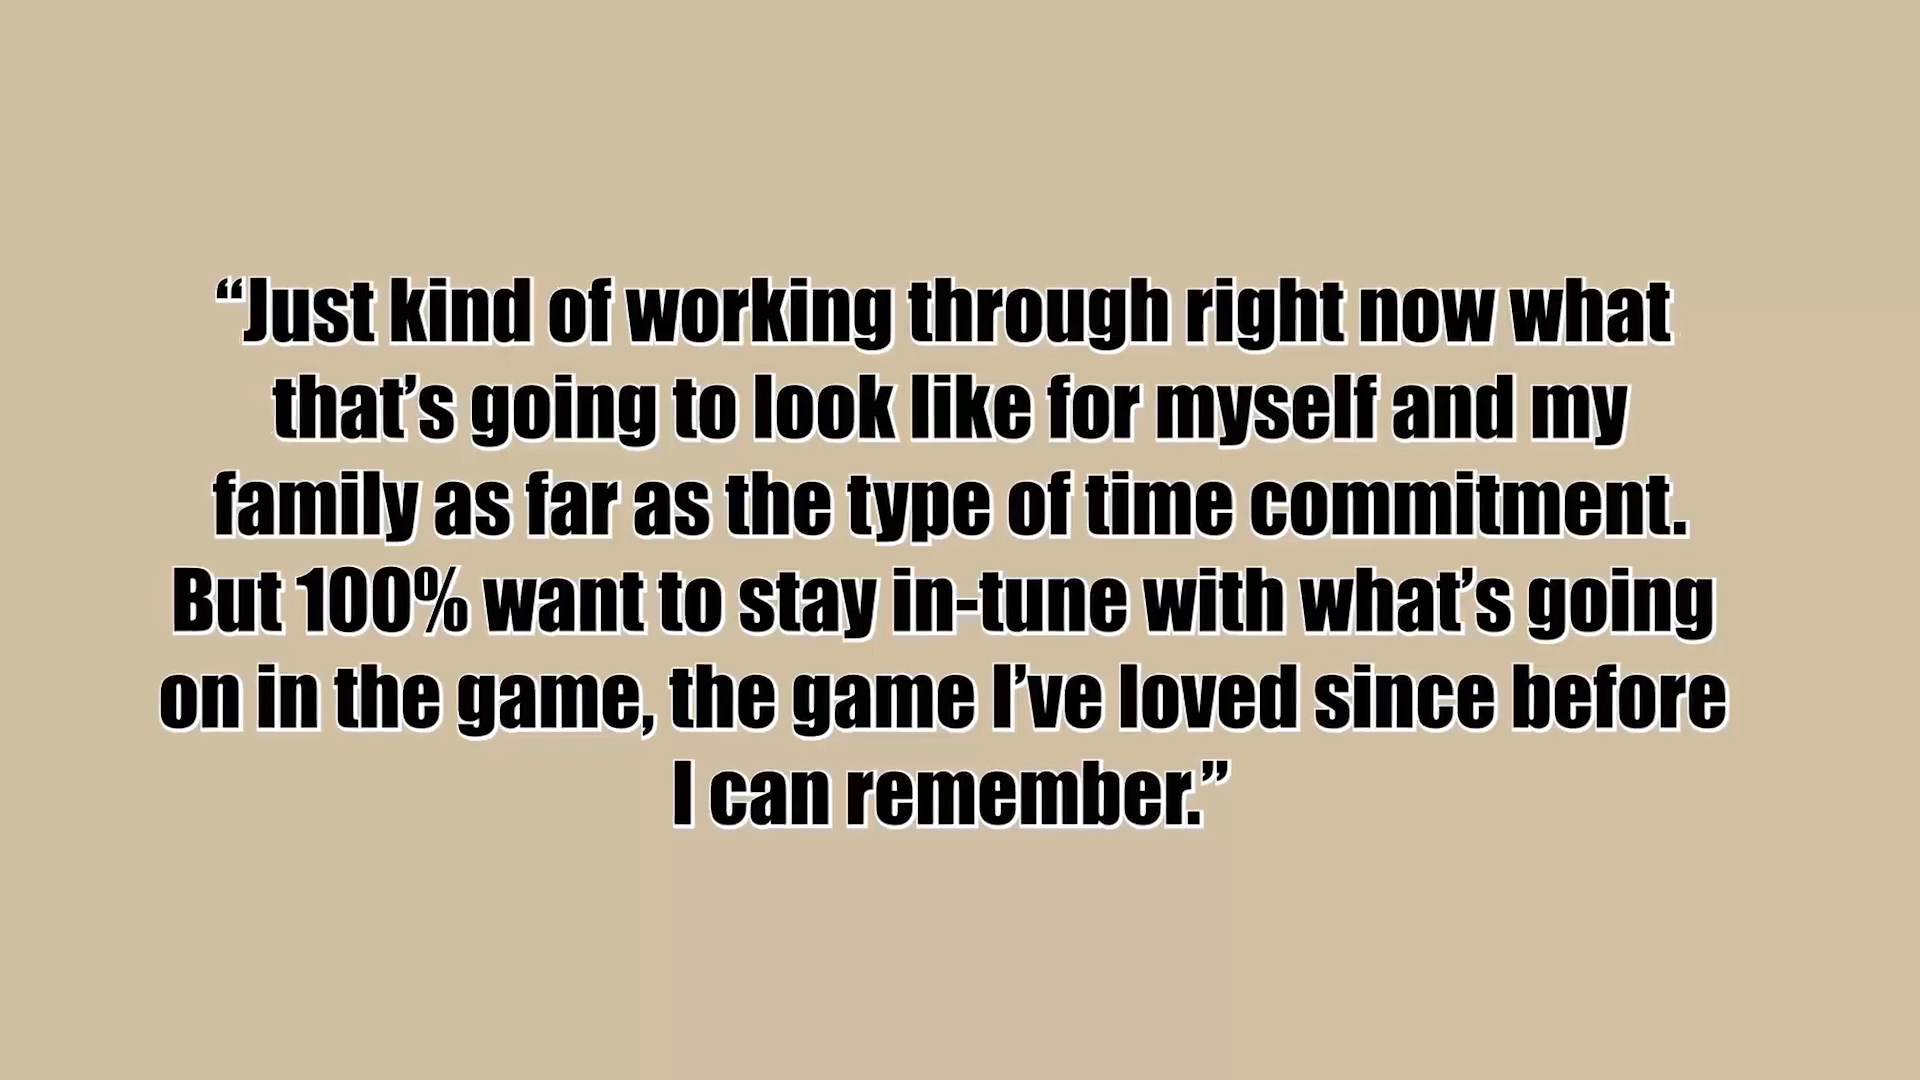 “Just kind of working through right now what
that’s going to look like for myself and my
family as far as the type of time commitment.
But 100% want to stay in-tune with what’s going
on in the game, the game I’ve loved since before
I can remember.”